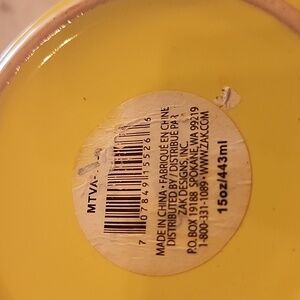 MTVA-
7 07849 15526 6
MADE IN CHINA • FABRIQUÉ EN CHINE
DISTRIBUTED BY / DISTRIBUÉ PAR
ZAK DESIGNS, INC.
P.O. BOX 19188 SPOKANE, WA 99219
1-800-331-1089 • WWW.ZAK.COM
15oz/443ml